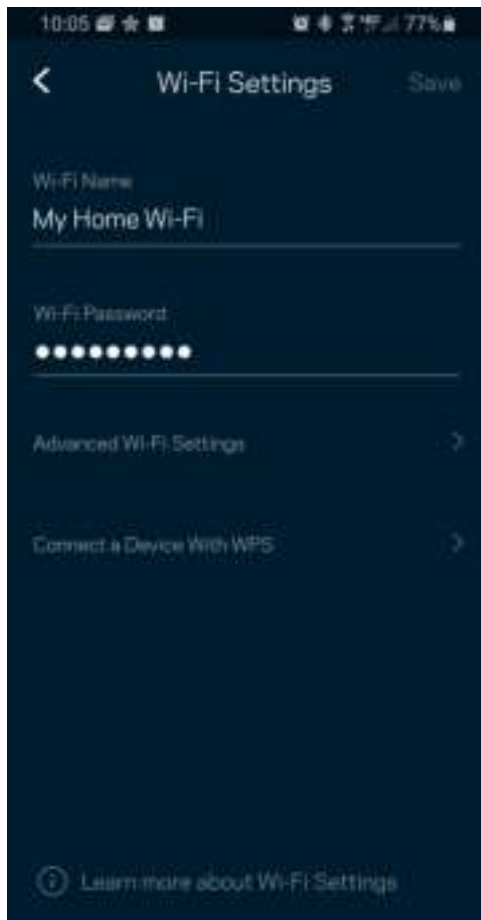 10:05
77%
Wi-Fi Settings Save
Wi-Fi Name
My Home Wi-Fi
Wi-Fi Password
●●●●●●●●●
Advanced Wi-Fi Settings
Connect a Device With WPS
Learn more about Wi-Fi Settings